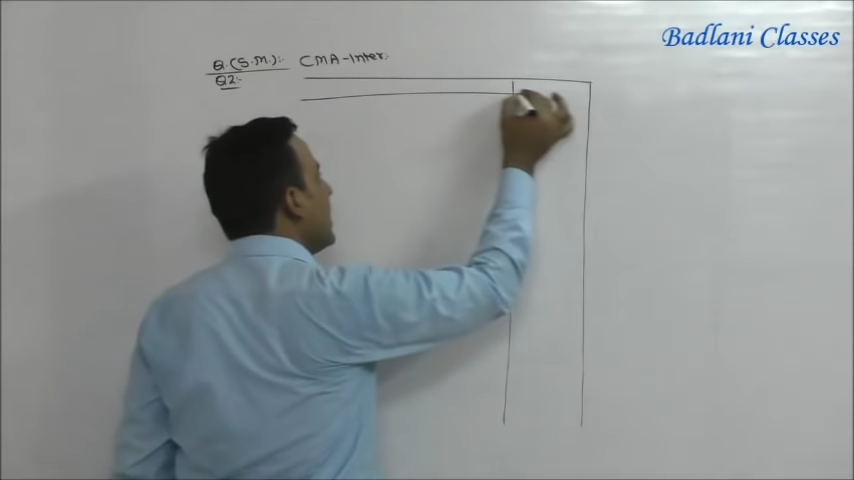 Badlani Classes
Q.(S.M.):- CMA-Inter:
Q2:-